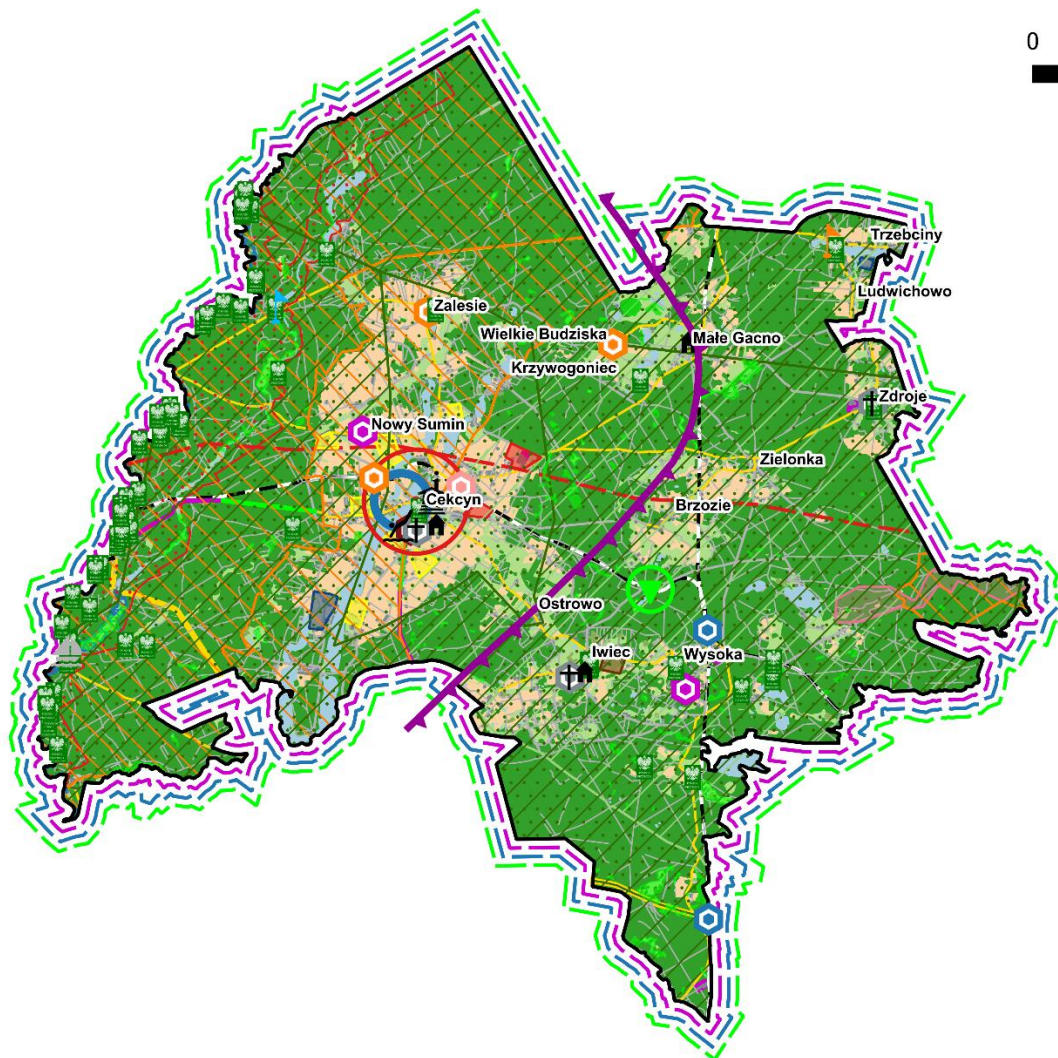 0
Trzebciny
Ludwichowo
Zalesie
Wielkie Budziska
Małe Gacno
Krzywogoniec
Zdroje
Nowy Sumin
Zielonka
Cekcyn
Brzozie
Ostrowo
Iwiec
Wysoka